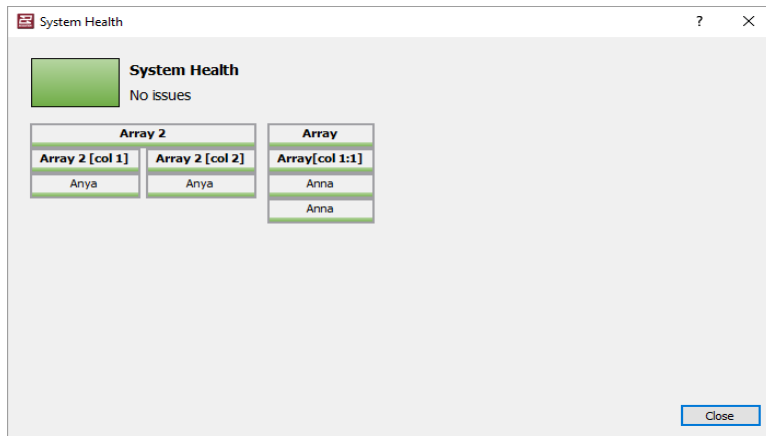 System Health
System Health
No issues
Array 2 Array
Array 2 [col 1] Array 2 [col 2] Array[col 1:1]
Anya Anya Anna
Anna
Close